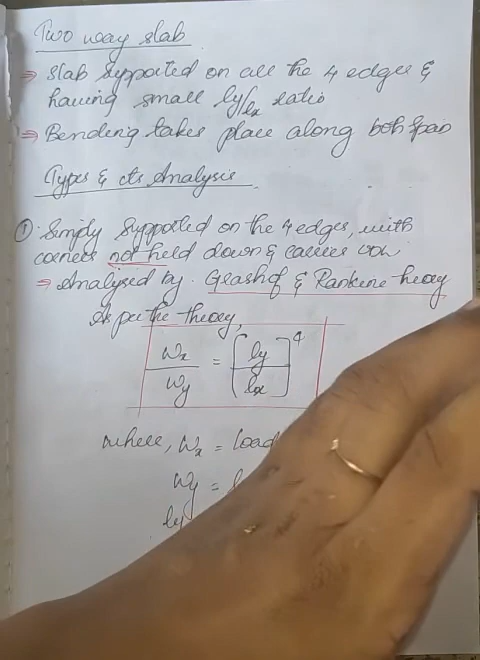 Two way slab
⇒ Slab supported on all the 4 edges &
having small ly/lx ratio
⇒ Bending takes place along both span
Types & its Analysis
① Simply supported on the 4 edges, with
corners not held down & carries UDL
⇒ Analysed by Grashof & Rankine theory
As per the theory,
Wx/Wy = [ly/lx]^4
where, Wx = load
Wy =
ly